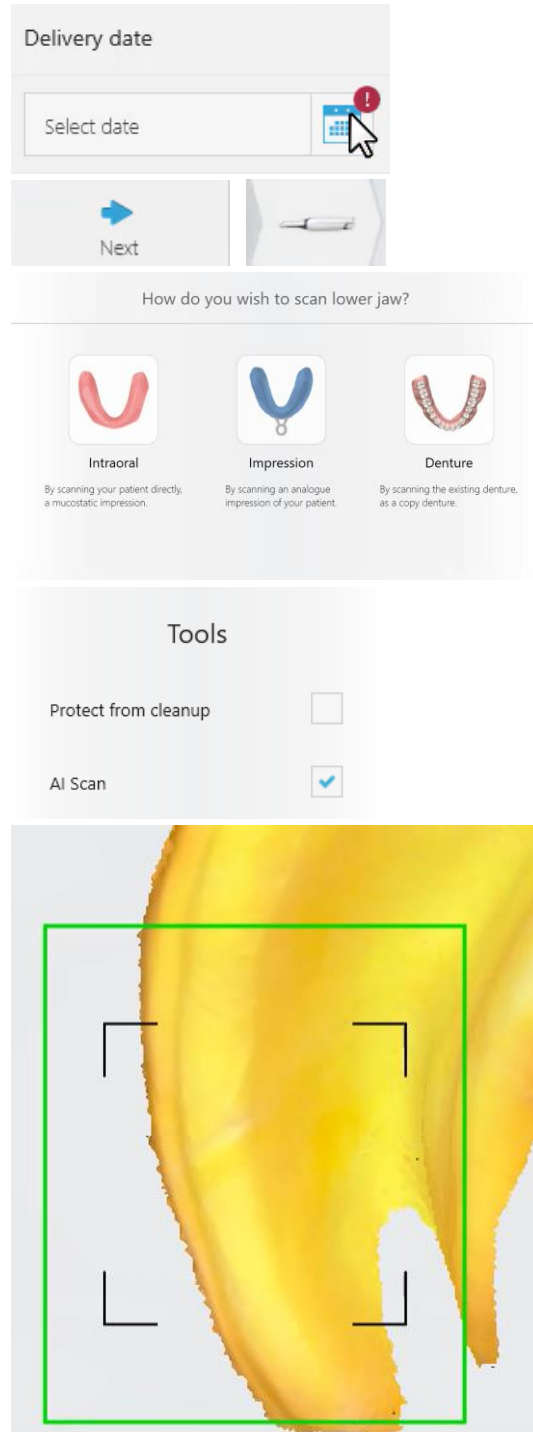 Delivery date
Select date
!
Next
How do you wish to scan lower jaw?
Intraoral
By scanning your patient directly,
a mucostatic impression.
Impression
By scanning an analogue
impression of your patient.
Denture
By scanning the existing denture,
as a copy denture.
Tools
Protect from cleanup
AI Scan